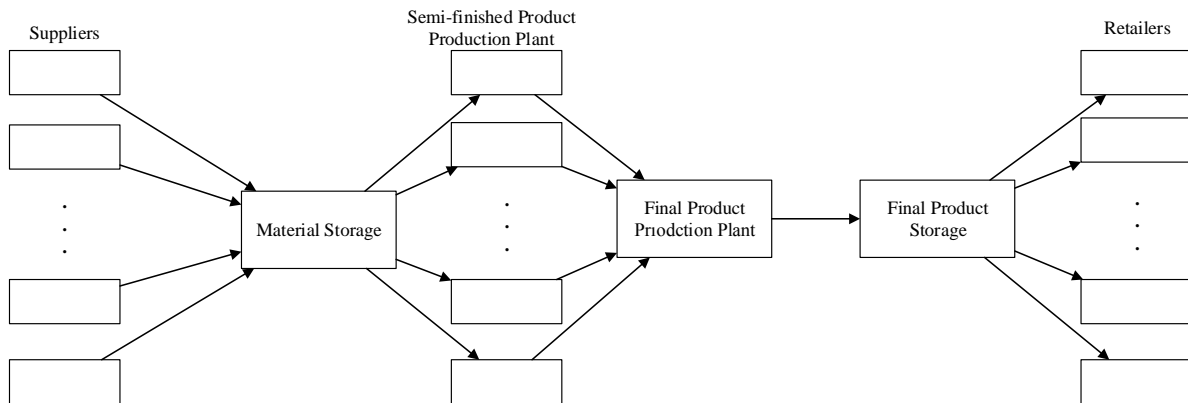 Suppliers
Semi-finished Product
Production Plant
Retailers
Material Storage
Final Product
Priodction Plant
Final Product
Storage